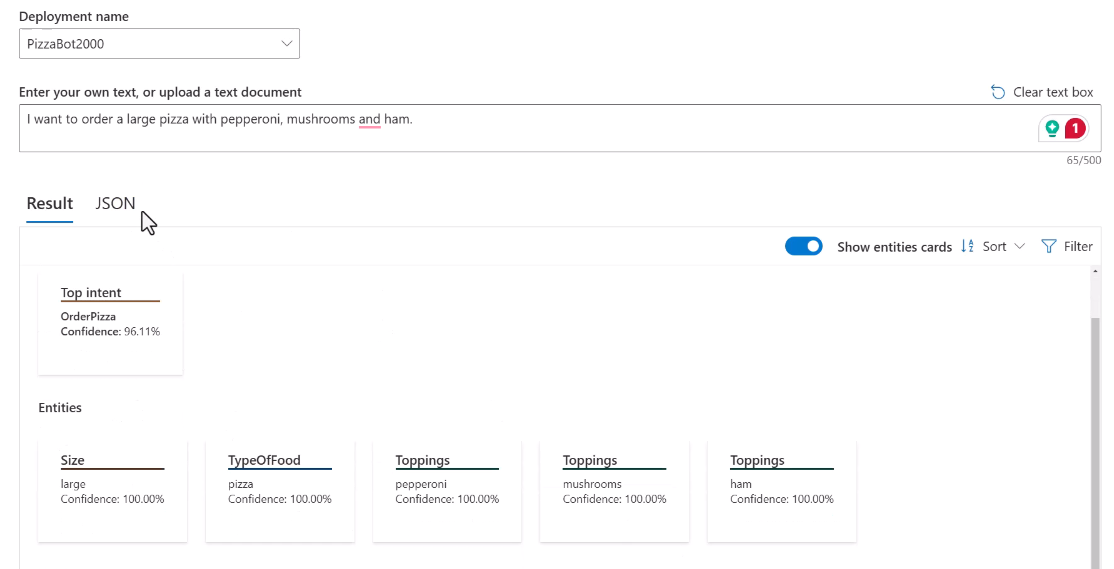 Deployment name
PizzaBot2000
Enter your own text, or upload a text document
Clear text box
I want to order a large pizza with pepperoni, mushrooms and ham.
1
65/500
Result JSON
Show entities cards Sort Filter
Top intent
OrderPizza
Confidence: 96.11%
Entities
Size
large
Confidence: 100.00%
TypeOfFood
pizza
Confidence: 100.00%
Toppings
pepperoni
Confidence: 100.00%
Toppings
mushrooms
Confidence: 100.00%
Toppings
ham
Confidence: 100.00%